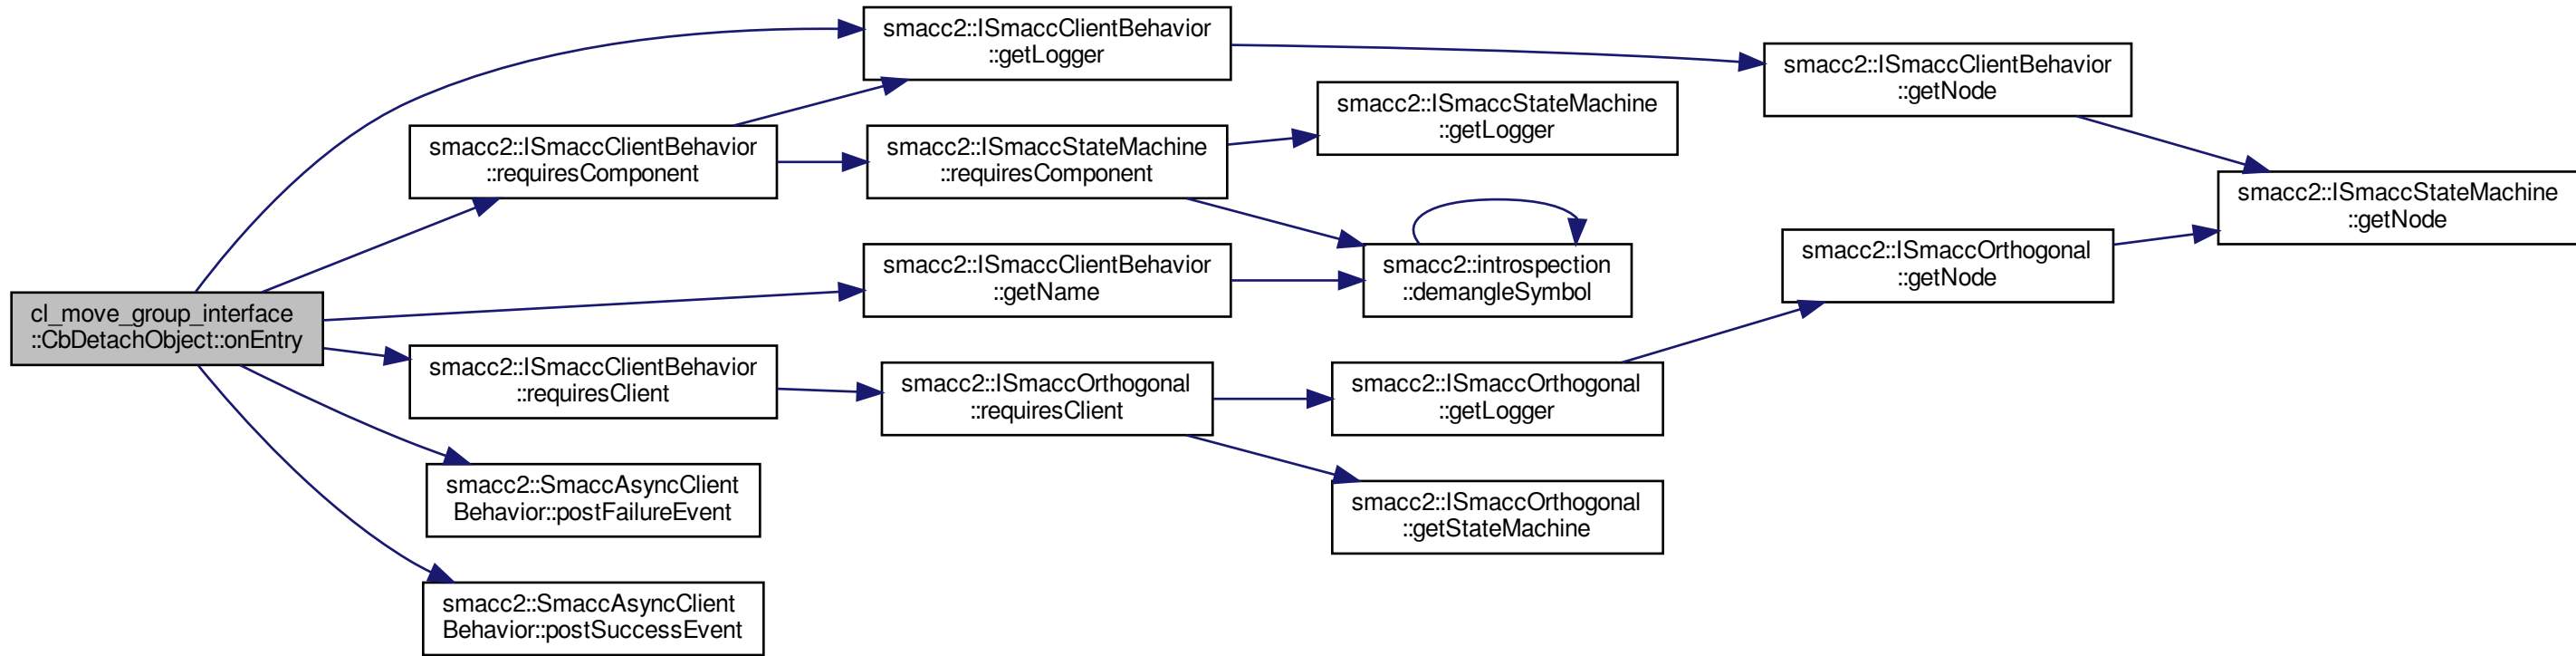 cl_move_group_interface
::CbDetachObject::onEntry
smacc2::ISmaccClientBehavior
::getLogger
smacc2::ISmaccClientBehavior
::requiresComponent
smacc2::ISmaccClientBehavior
::getName
smacc2::ISmaccClientBehavior
::requiresClient
smacc2::SmaccAsyncClient
Behavior::postFailureEvent
smacc2::SmaccAsyncClient
Behavior::postSuccessEvent
smacc2::ISmaccStateMachine
::requiresComponent
smacc2::ISmaccOrthogonal
::requiresClient
smacc2::ISmaccStateMachine
::getLogger
smacc2::introspection
::demangleSymbol
smacc2::ISmaccOrthogonal
::getLogger
smacc2::ISmaccOrthogonal
::getStateMachine
smacc2::ISmaccClientBehavior
::getNode
smacc2::ISmaccOrthogonal
::getNode
smacc2::ISmaccStateMachine
::getNode